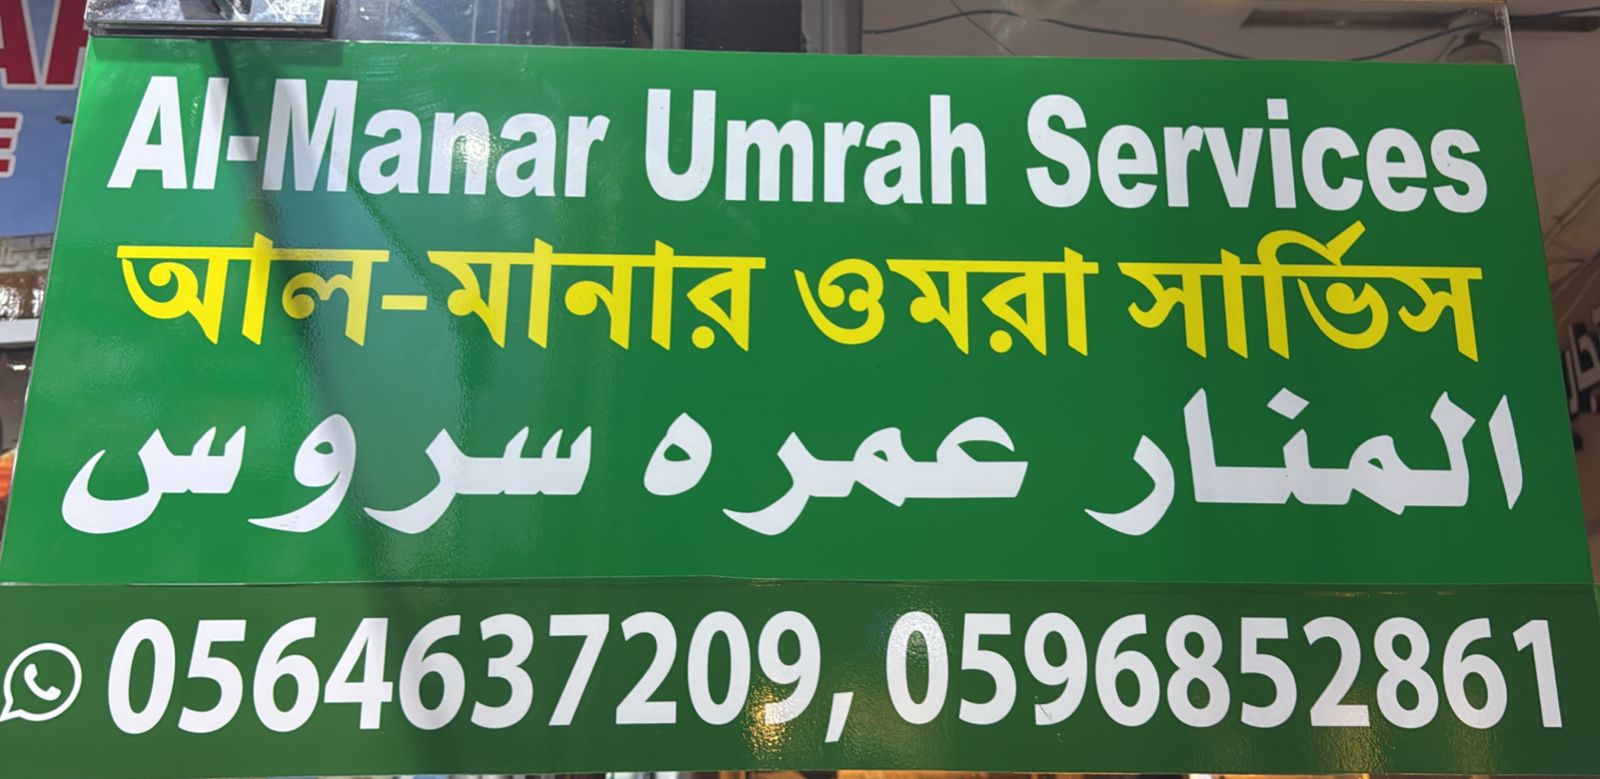 Al-Manar Umrah Services
আল-মানার ওমরা সার্ভিস
المنار عمره سروس
0564637209, 0596852861